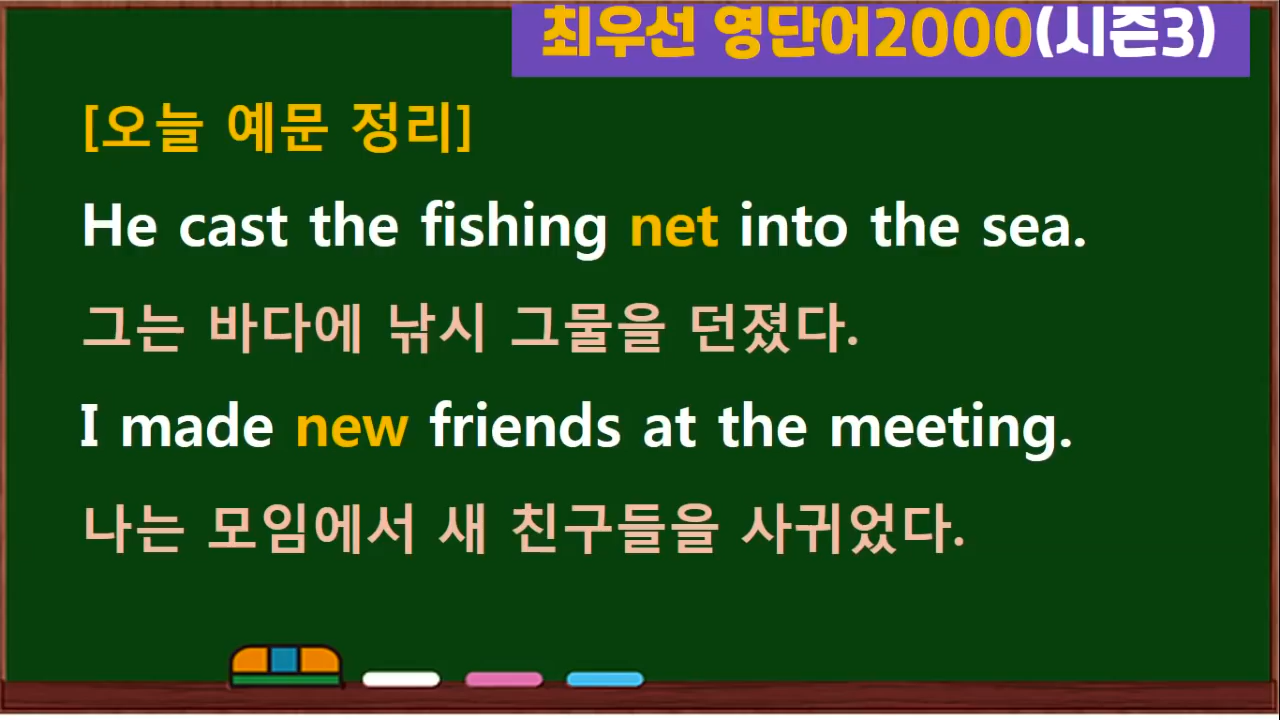 최우선 영단어2000(시즌3)
[오늘 예문 정리]
He cast the fishing net into the sea.
그는 바다에 낚시 그물을 던졌다.
I made new friends at the meeting.
나는 모임에서 새 친구들을 사귀었다.